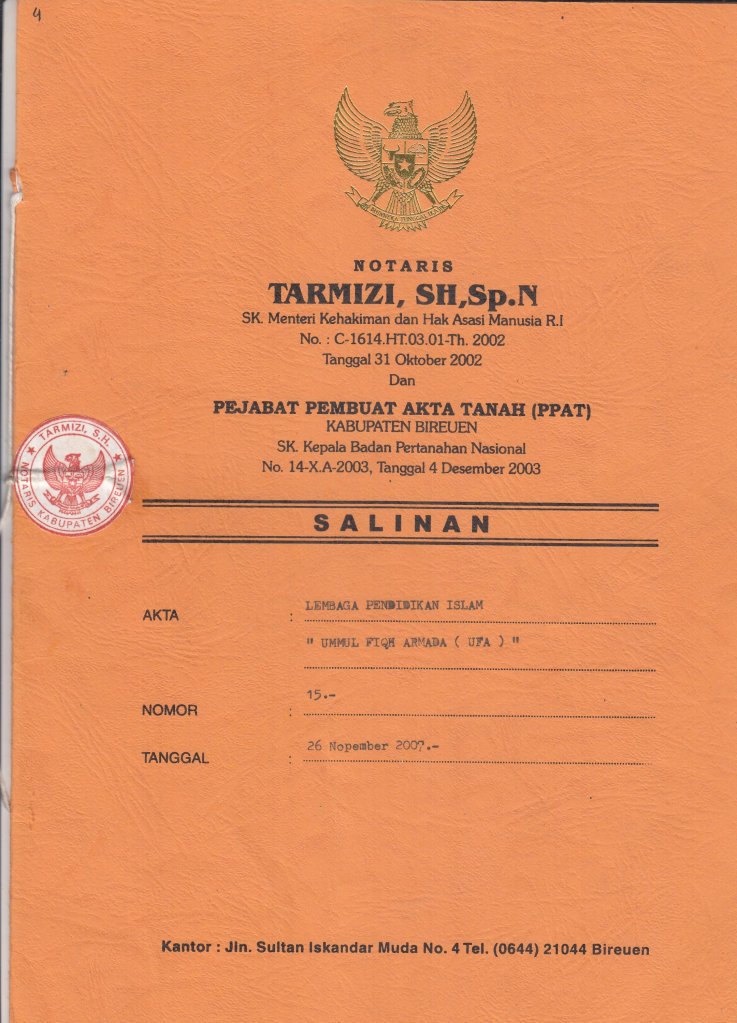 4
BHINNEKA TUNGGAL IKA
NOTARIS
TARMIZI, SH,Sp.N
SK. Menteri Kehakiman dan Hak Asasi Manusia R.I
No. : C-1614.HT.03.01-Th. 2002
Tanggal 31 Oktober 2002
Dan
PEJABAT PEMBUAT AKTA TANAH (PPAT)
KABUPATEN BIREUEN
SK. Kepala Badan Pertanahan Nasional
No. 14-X.A-2003, Tanggal 4 Desember 2003
TARMIZI, S.H.
NOTARIS KABUPATEN BIREUEN
SALINAN
AKTA : LEMBAGA PENDIDIKAN ISLAM
" UMMUL FIQH ARMADA ( UFA ) "
NOMOR : 15.-
TANGGAL : 26 Nopember 2007.-
Kantor : Jln. Sultan Iskandar Muda No. 4 Tel. (0644) 21044 Bireuen